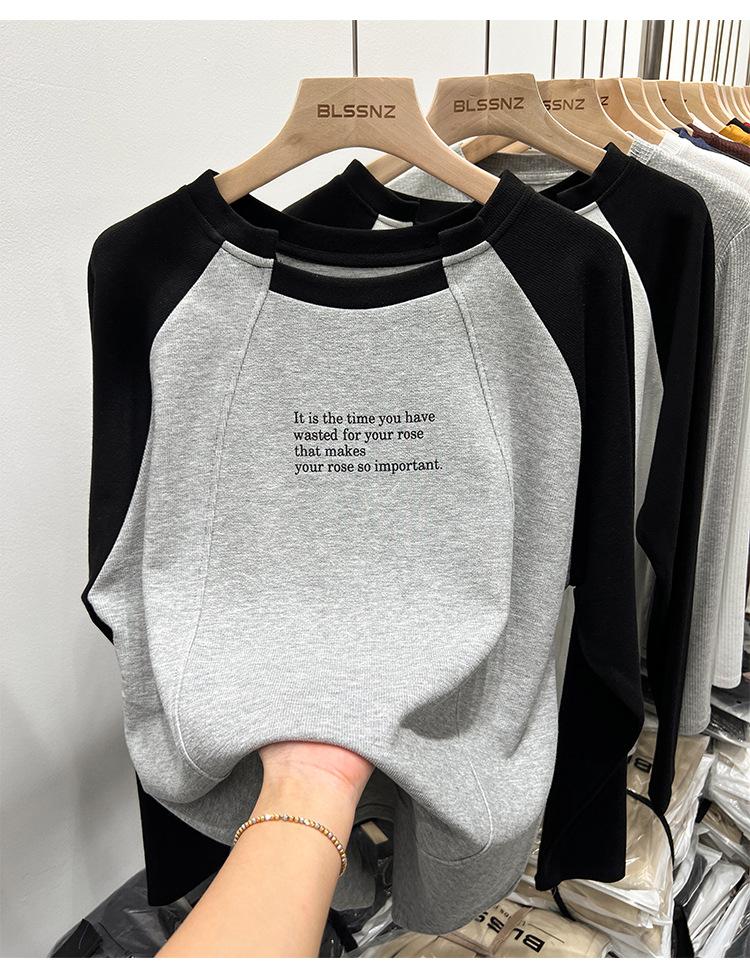 BLSSNZ
BLSSNZ
SSNZ
It is the time you have
wasted for your rose
that makes
your rose so important.
BLSSNZ